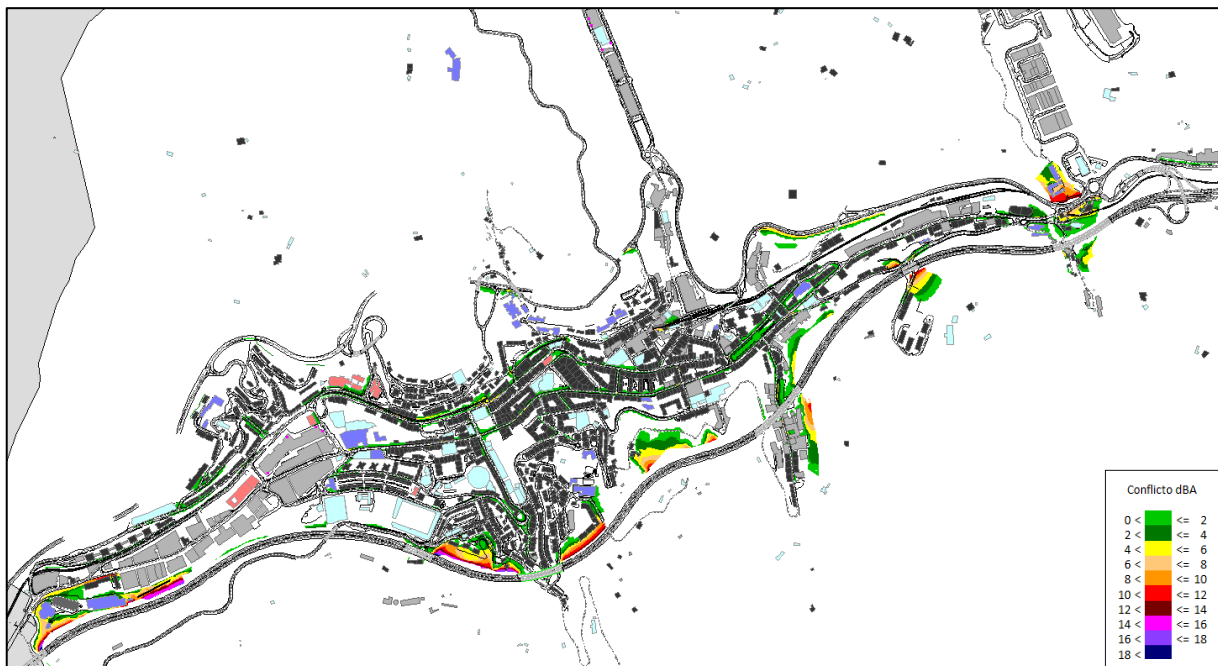 Conflicto dBA
0 < <= 2
2 < <= 4
4 < <= 6
6 < <= 8
8 < <= 10
10 < <= 12
12 < <= 14
14 < <= 16
16 < <= 18
18 <